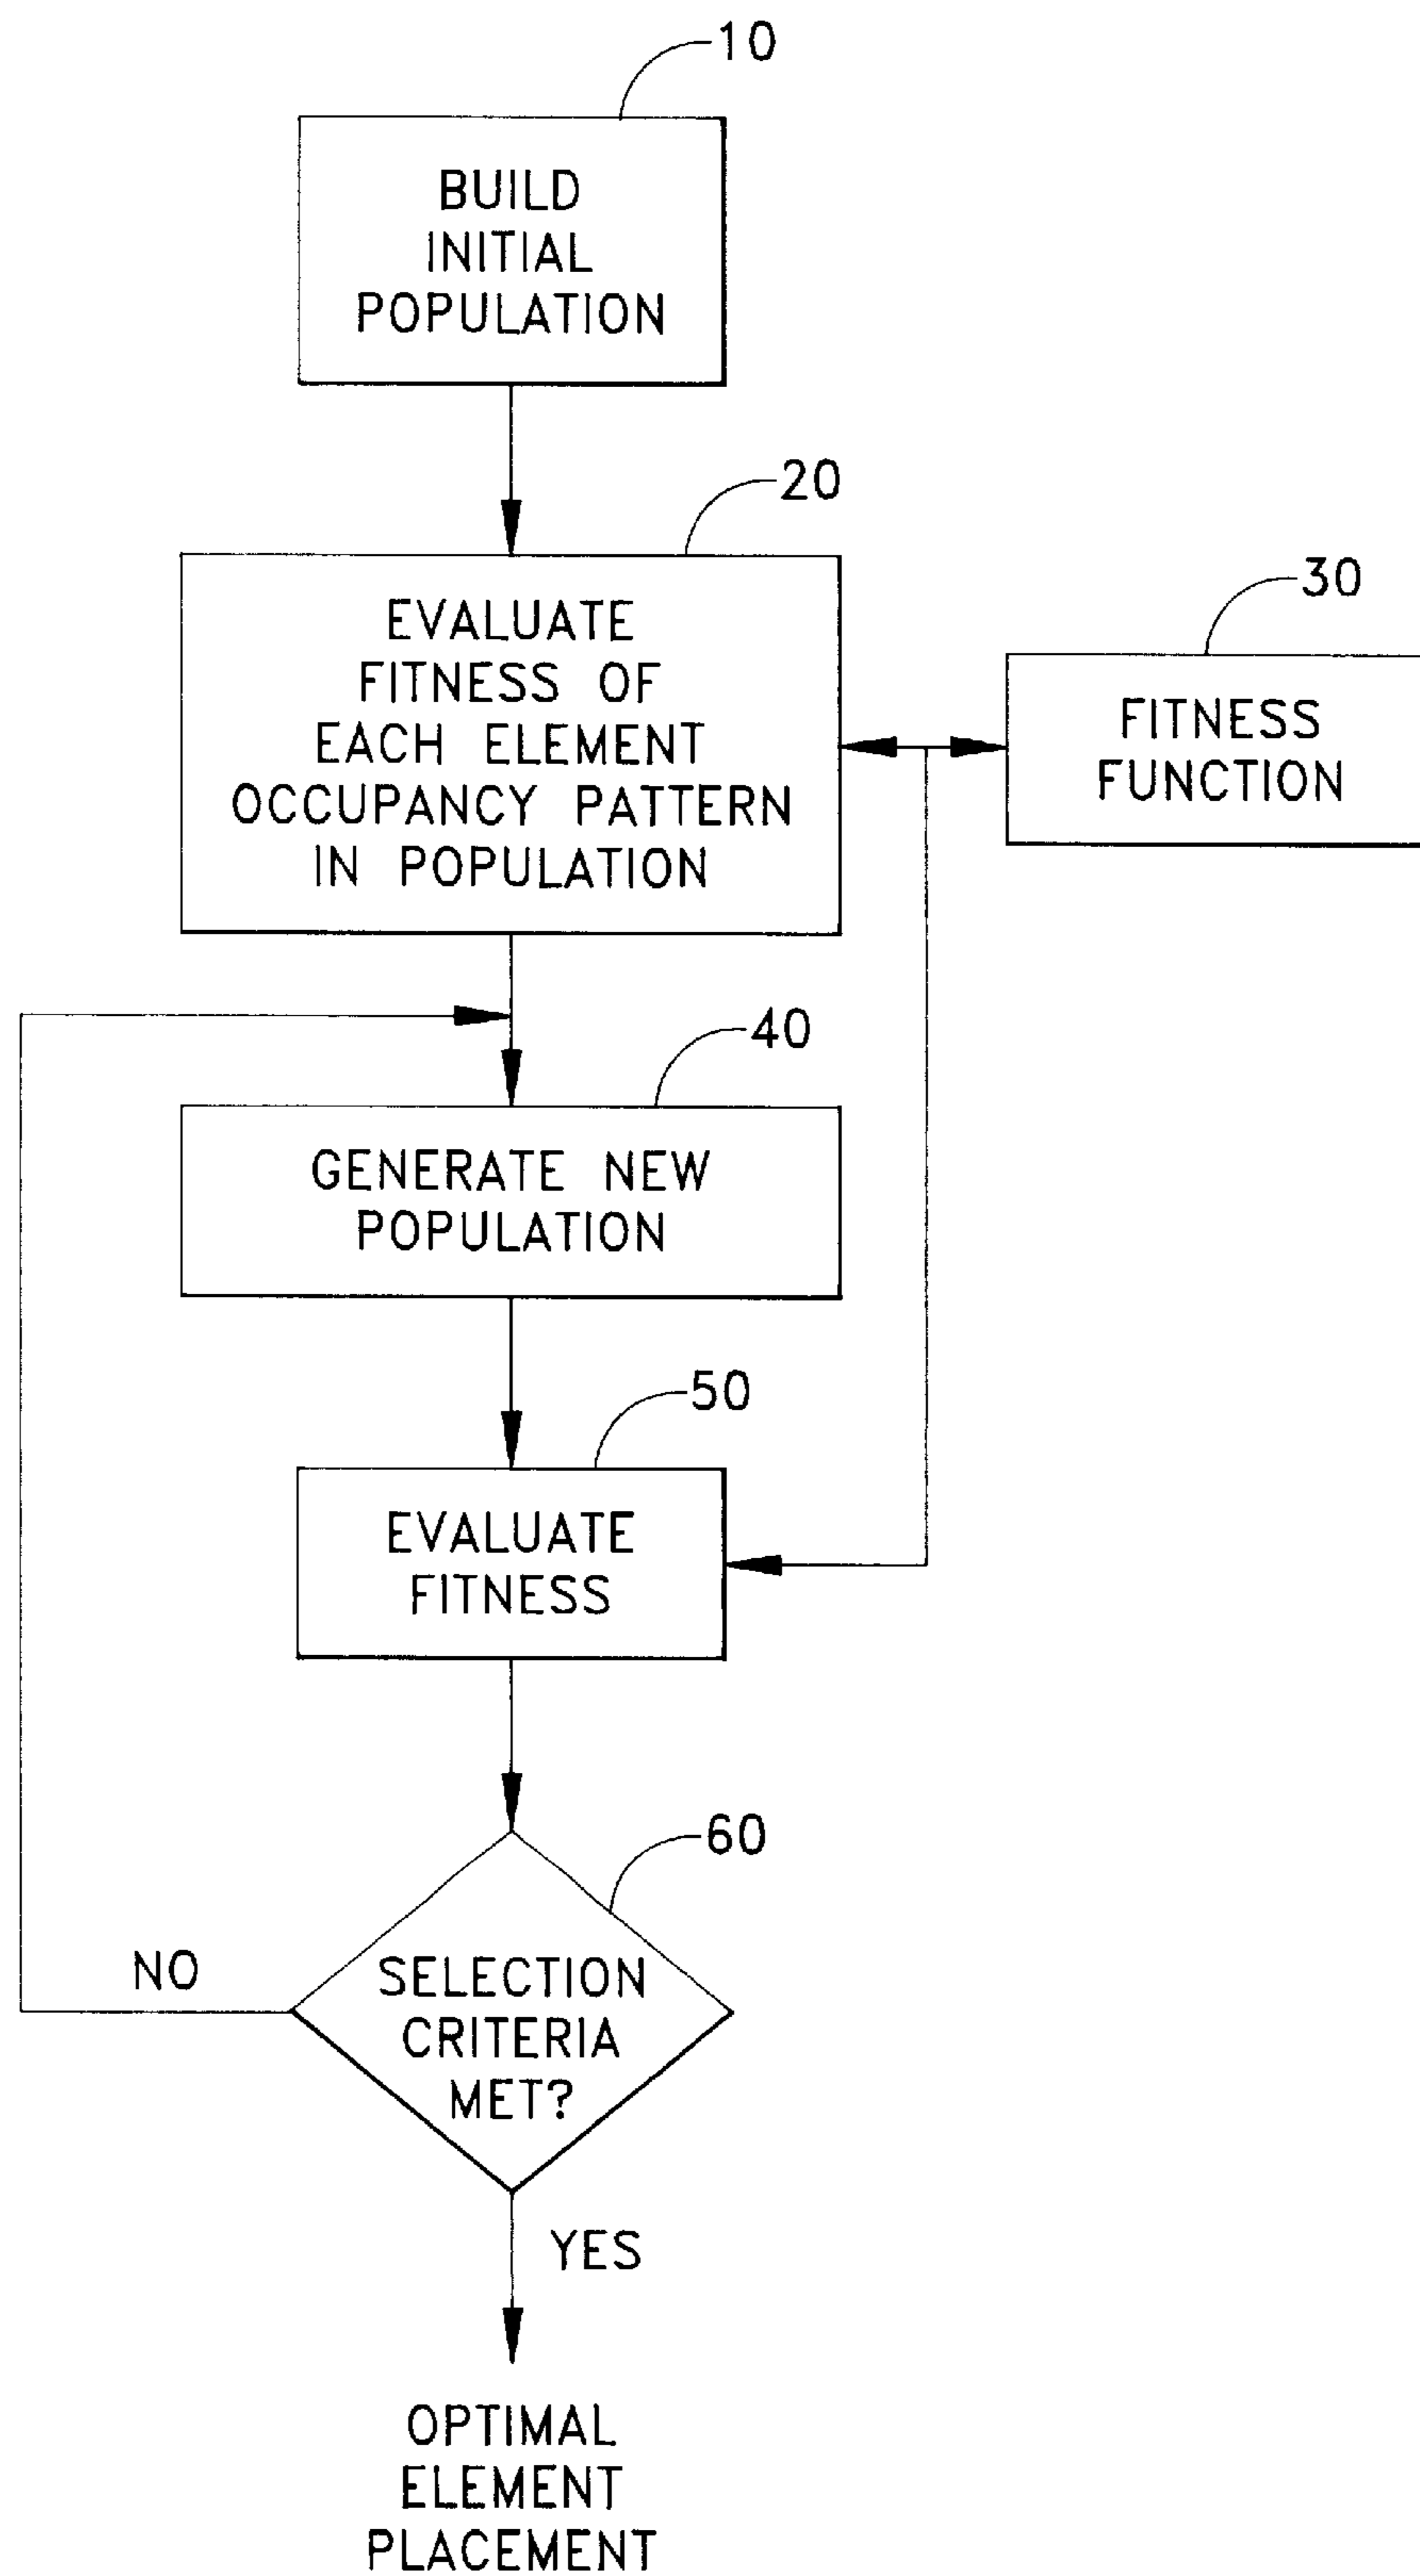 10
BUILD
INITIAL
POPULATION
20
EVALUATE
FITNESS OF
EACH ELEMENT
OCCUPANCY PATTERN
IN POPULATION
30
FITNESS
FUNCTION
40
GENERATE NEW
POPULATION
50
EVALUATE
FITNESS
60
SELECTION
CRITERIA
MET?
NO
YES
OPTIMAL
ELEMENT
PLACEMENT